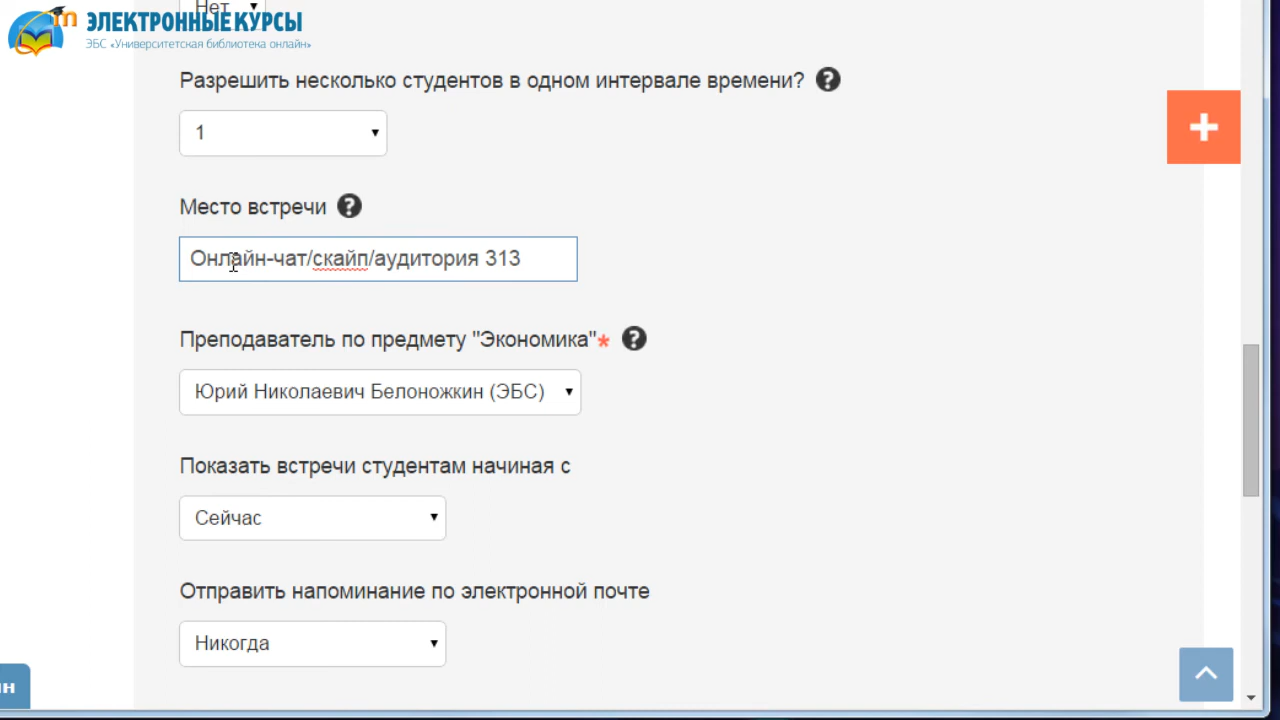 Нет
ЭЛЕКТРОННЫЕ КУРСЫ
ЭБС «Университетская библиотека онлайн»
Разрешить несколько студентов в одном интервале времени?
1
Место встречи
Онлайн-чат/скайп/аудитория 313
Преподаватель по предмету "Экономика"*
Юрий Николаевич Белоножкин (ЭБС)
Показать встречи студентам начиная с
Сейчас
Отправить напоминание по электронной почте
Никогда